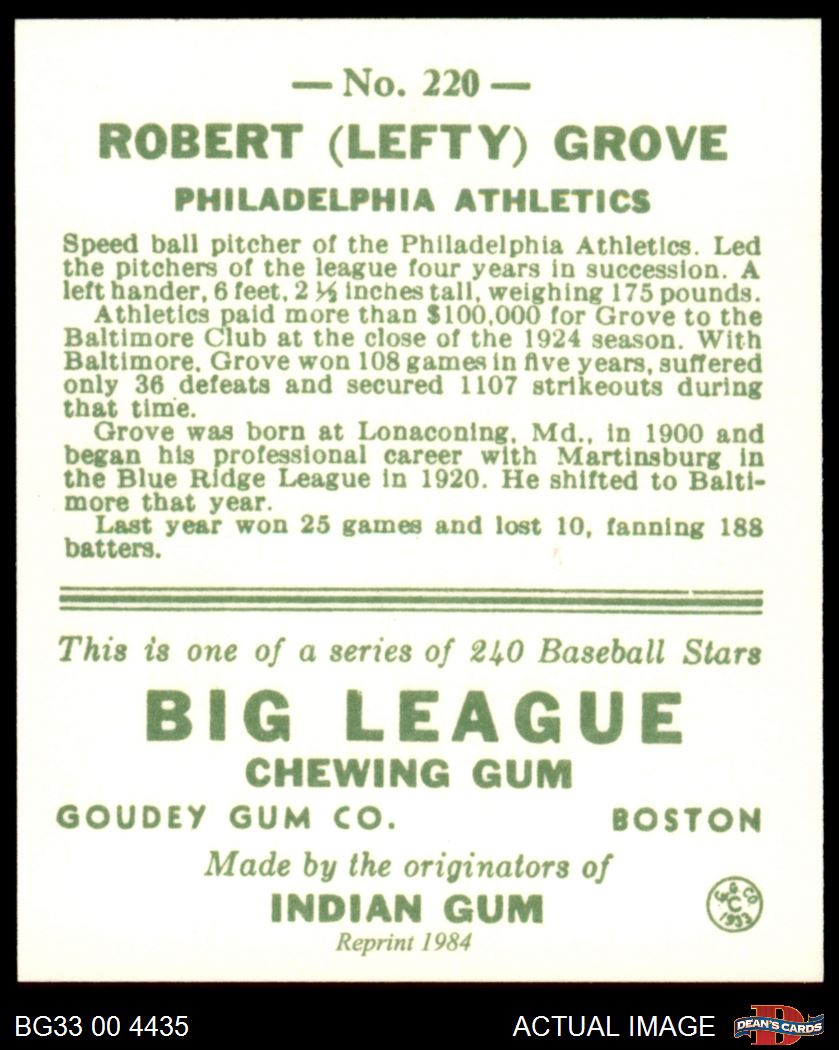 — No. 220 —
ROBERT (LEFTY) GROVE
PHILADELPHIA ATHLETICS
Speed ball pitcher of the Philadelphia Athletics. Led
the pitchers of the league four years in succession. A
left hander, 6 feet, 2 ½ inches tall, weighing 175 pounds.
Athletics paid more than $100,000 for Grove to the
Baltimore Club at the close of the 1924 season. With
Baltimore, Grove won 108 games in five years, suffered
only 36 defeats and secured 1107 strikeouts during
that time.
Grove was born at Lonaconing, Md., in 1900 and
began his professional career with Martinsburg in
the Blue Ridge League in 1920. He shifted to Balti-
more that year.
Last year won 25 games and lost 10, fanning 188
batters.
This is one of a series of 240 Baseball Stars
BIG LEAGUE
CHEWING GUM
GOUDEY GUM CO. BOSTON
Made by the originators of
INDIAN GUM
G. G. CO.
C
1933
Reprint 1984
BG33 00 4435
ACTUAL IMAGE
D
DEAN'S CARDS